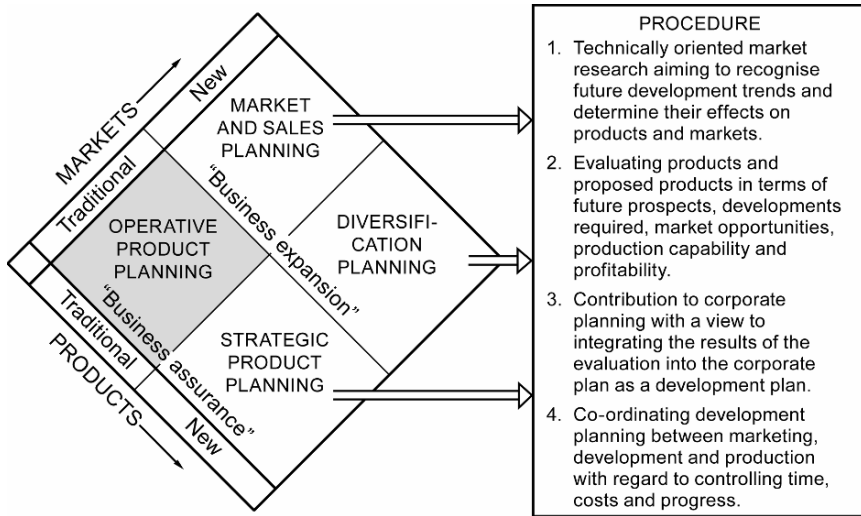 MARKETS
Traditional
New
MARKET
AND SALES
PLANNING
OPERATIVE
PRODUCT
PLANNING
"Business expansion"
DIVERSIFI-
CATION
PLANNING
"Business assurance"
STRATEGIC
PRODUCT
PLANNING
Traditional
New
PRODUCTS
PROCEDURE
1. Technically oriented market
research aiming to recognise
future development trends and
determine their effects on
products and markets.
2. Evaluating products and
proposed products in terms of
future prospects, developments
required, market opportunities,
production capability and
profitability.
3. Contribution to corporate
planning with a view to
integrating the results of the
evaluation into the corporate
plan as a development plan.
4. Co-ordinating development
planning between marketing,
development and production
with regard to controlling time,
costs and progress.